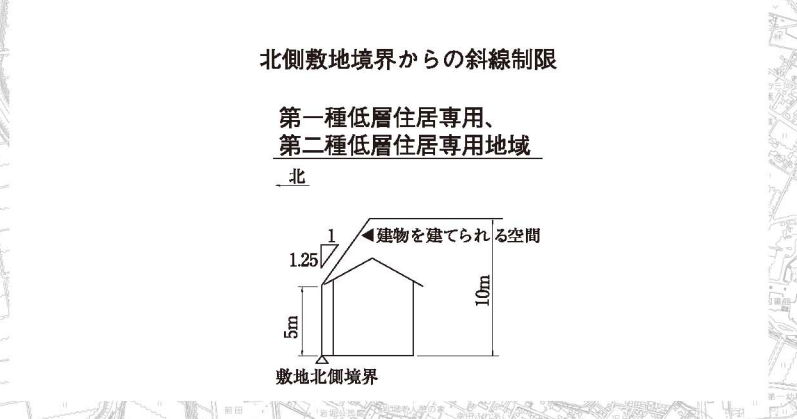 北側敷地境界からの斜線制限
第一種低層住居専用、
第二種低層住居専用地域
北
1
◀建物を建てられる空間
1.25
10m
5m
敷地北側境界
前田